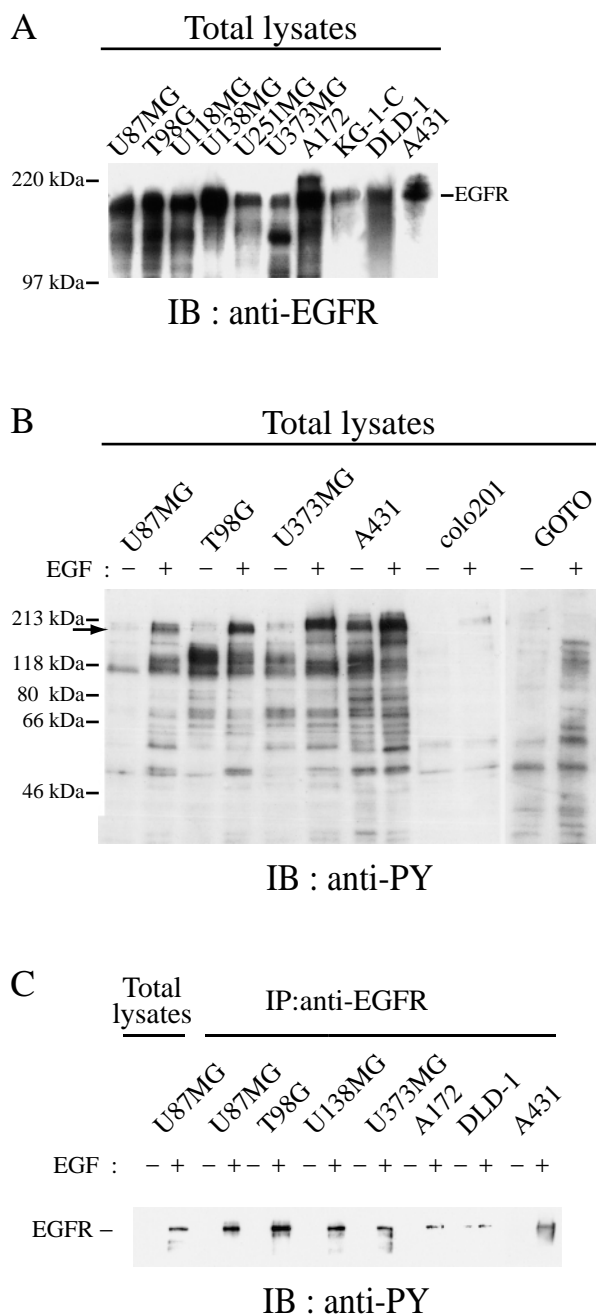 A
Total lysates
U87MG T98G U118MG U138MG U251MG U373MG A172 KG-1-C DLD-1 A431
220 kDa
EGFR
97 kDa
IB : anti-EGFR
B
Total lysates
U87MG T98G U373MG A431 colo201 GOTO
EGF : − + − + − + − + − + − +
213 kDa
118 kDa
80 kDa
66 kDa
46 kDa
IB : anti-PY
C
Total lysates
IP:anti-EGFR
U87MG U87MG T98G U138MG U373MG A172 DLD-1 A431
EGF : − + − + − + − + − + − + − + − +
EGFR –
IB : anti-PY